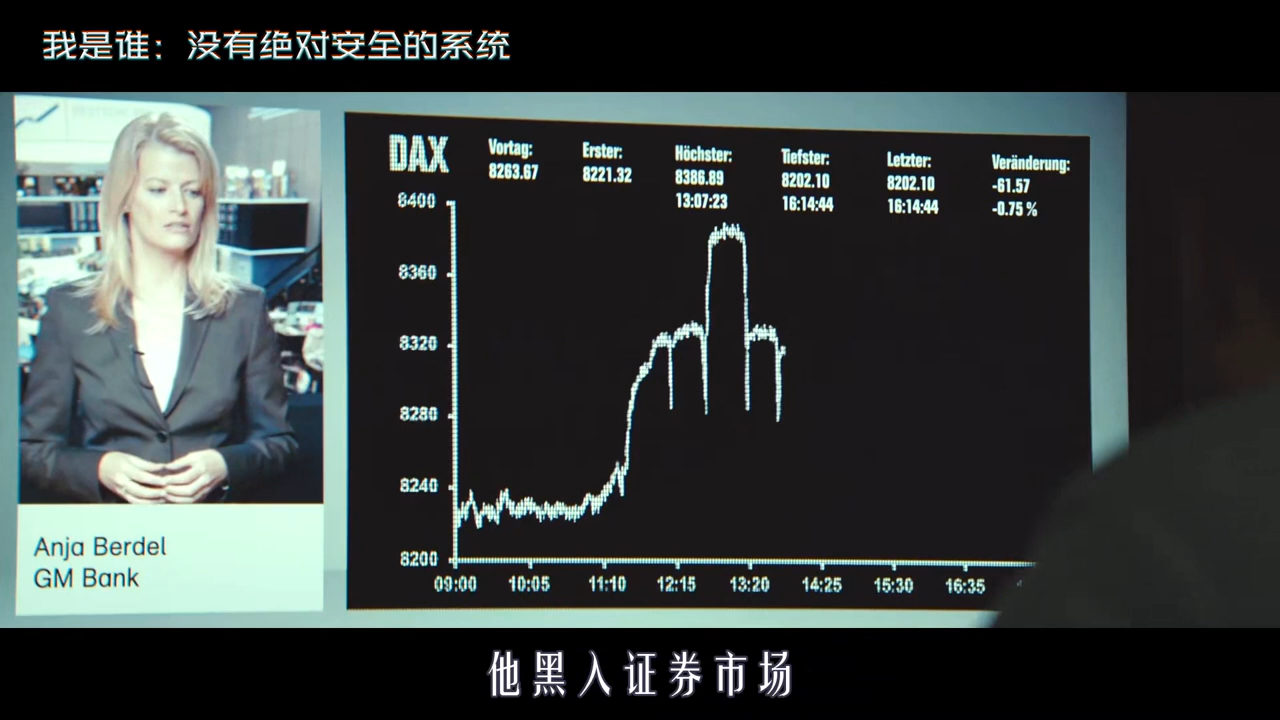 我是谁：没有绝对安全的系统
DAX
Vortag:
8263.67
Erster:
8221.32
Höchster:
8386.89
13:07:23
Tiefster:
8202.10
16:14:44
Letzter:
8202.10
16:14:44
Veränderung:
-61.57
-0.75 %
8400
8360
8320
8280
8240
8200
09:00 10:05 11:10 12:15 13:20 14:25 15:30 16:35
Anja Berdel
GM Bank
他黑入证券市场